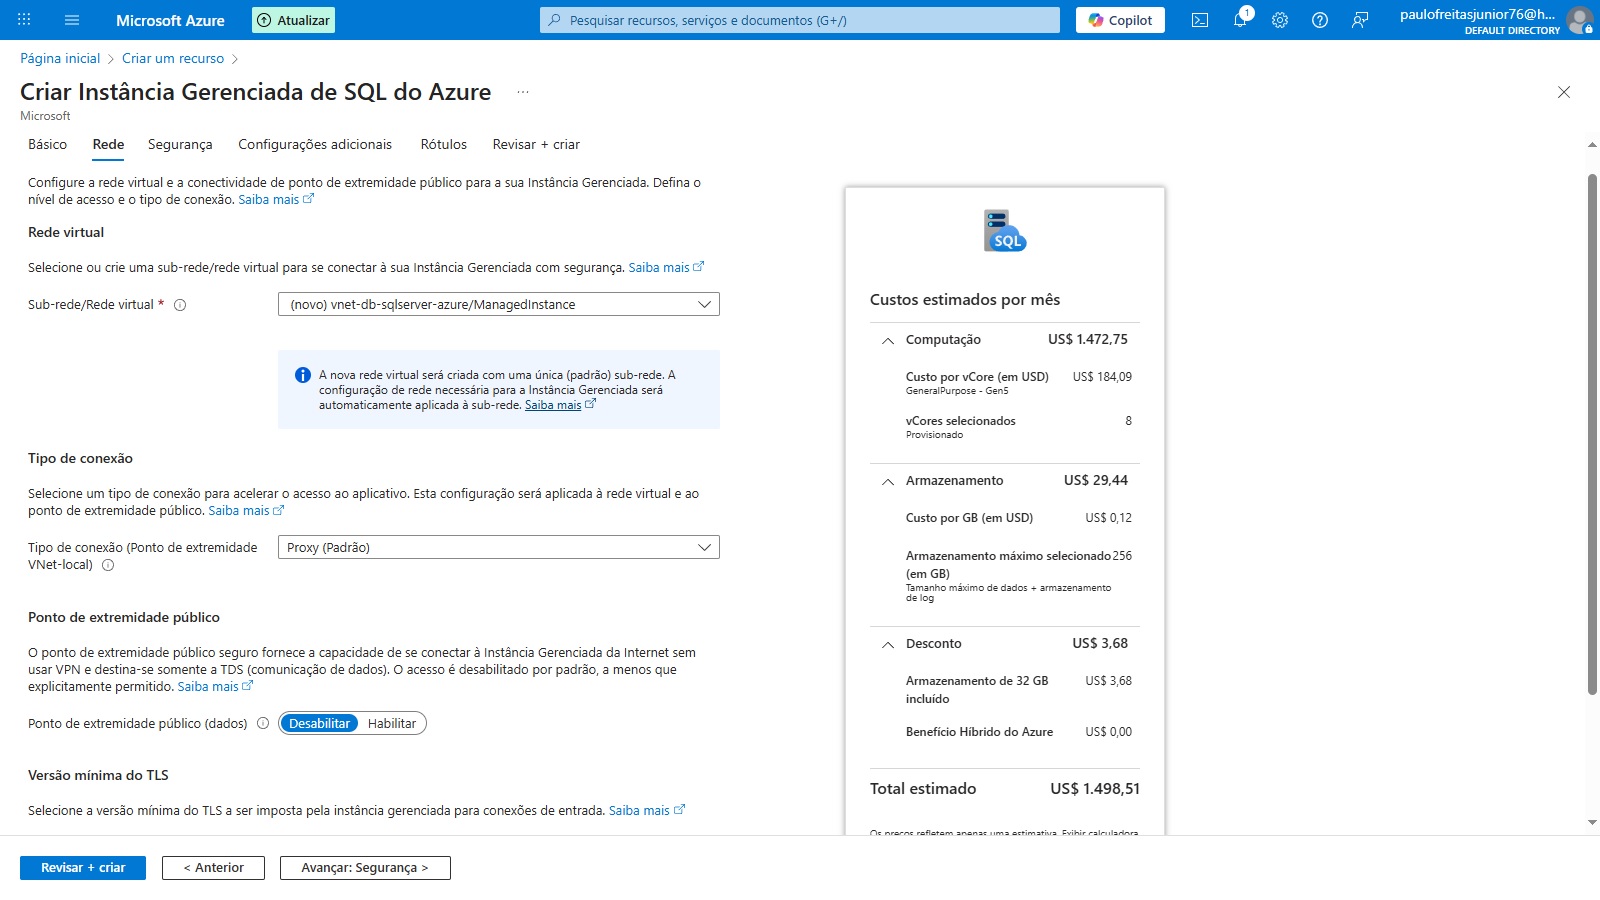 Microsoft Azure
Atualizar
Pesquisar recursos, serviços e documentos (G+/)
Copilot
1
paulofreitasjunior76@h...
DEFAULT DIRECTORY
Página inicial > Criar um recurso >
Criar Instância Gerenciada de SQL do Azure ...
Microsoft
Básico Rede Segurança Configurações adicionais Rótulos Revisar + criar
Configure a rede virtual e a conectividade de ponto de extremidade público para a sua Instância Gerenciada. Defina o
nível de acesso e o tipo de conexão. Saiba mais
Rede virtual
Selecione ou crie uma sub-rede/rede virtual para se conectar à sua Instância Gerenciada com segurança. Saiba mais
Sub-rede/Rede virtual *
(novo) vnet-db-sqlserver-azure/ManagedInstance
A nova rede virtual será criada com uma única (padrão) sub-rede. A
configuração de rede necessária para a Instância Gerenciada será
automaticamente aplicada à sub-rede. Saiba mais
Tipo de conexão
Selecione um tipo de conexão para acelerar o acesso ao aplicativo. Esta configuração será aplicada à rede virtual e ao
ponto de extremidade público. Saiba mais
Tipo de conexão (Ponto de extremidade
VNet-local)
Proxy (Padrão)
Ponto de extremidade público
O ponto de extremidade público seguro fornece a capacidade de se conectar à Instância Gerenciada da Internet sem
usar VPN e destina-se somente a TDS (comunicação de dados). O acesso é desabilitado por padrão, a menos que
explicitamente permitido. Saiba mais
Ponto de extremidade público (dados)
Desabilitar Habilitar
Versão mínima do TLS
Selecione a versão mínima do TLS a ser imposta pela instância gerenciada para conexões de entrada. Saiba mais
SQL
Custos estimados por mês
Computação US$ 1.472,75
Custo por vCore (em USD) US$ 184,09
GeneralPurpose - Gen5
vCores selecionados 8
Provisionado
Armazenamento US$ 29,44
Custo por GB (em USD) US$ 0,12
Armazenamento máximo selecionado 256
(em GB)
Tamanho máximo de dados + armazenamento
de log
Desconto US$ 3,68
Armazenamento de 32 GB US$ 3,68
incluído
Benefício Híbrido do Azure US$ 0,00
Total estimado US$ 1.498,51
Os preços refletem apenas uma estimativa. Exibir calculadora
Revisar + criar
< Anterior
Avançar: Segurança >